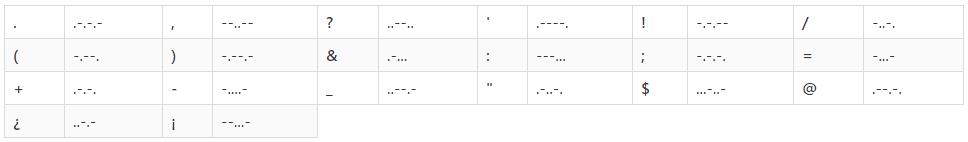 . .-.-.- , --..-- ? ..--.. ' .----. ! -.-.-- / -..-.
( -.--. ) -.--.- & .-... : ---... ; -.-.-. = -...-
+ .-.-. - -....- _ ..--.- " .-..-. $ ...-..- @ .--.-.
¿ ..-.- ¡ --...-